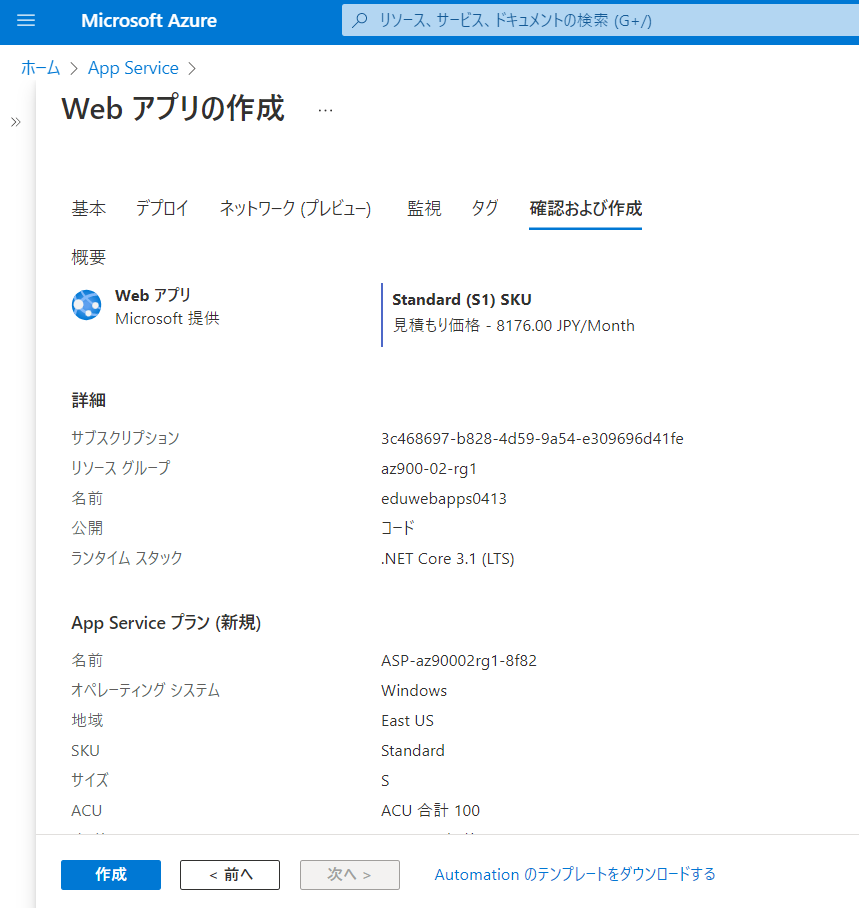 Microsoft Azure
リソース、サービス、ドキュメントの検索 (G+/)
ホーム > App Service >
»
Web アプリの作成 ...
基本 デプロイ ネットワーク (プレビュー) 監視 タグ 確認および作成
概要
Web アプリ
Microsoft 提供
Standard (S1) SKU
見積もり価格 - 8176.00 JPY/Month
詳細
サブスクリプション 3c468697-b828-4d59-9a54-e309696d41fe
リソース グループ az900-02-rg1
名前 eduwebapps0413
公開 コード
ランタイム スタック .NET Core 3.1 (LTS)
App Service プラン (新規)
名前 ASP-az90002rg1-8f82
オペレーティング システム Windows
地域 East US
SKU Standard
サイズ S
ACU ACU 合計 100
作成 < 前へ 次へ > Automation のテンプレートをダウンロードする